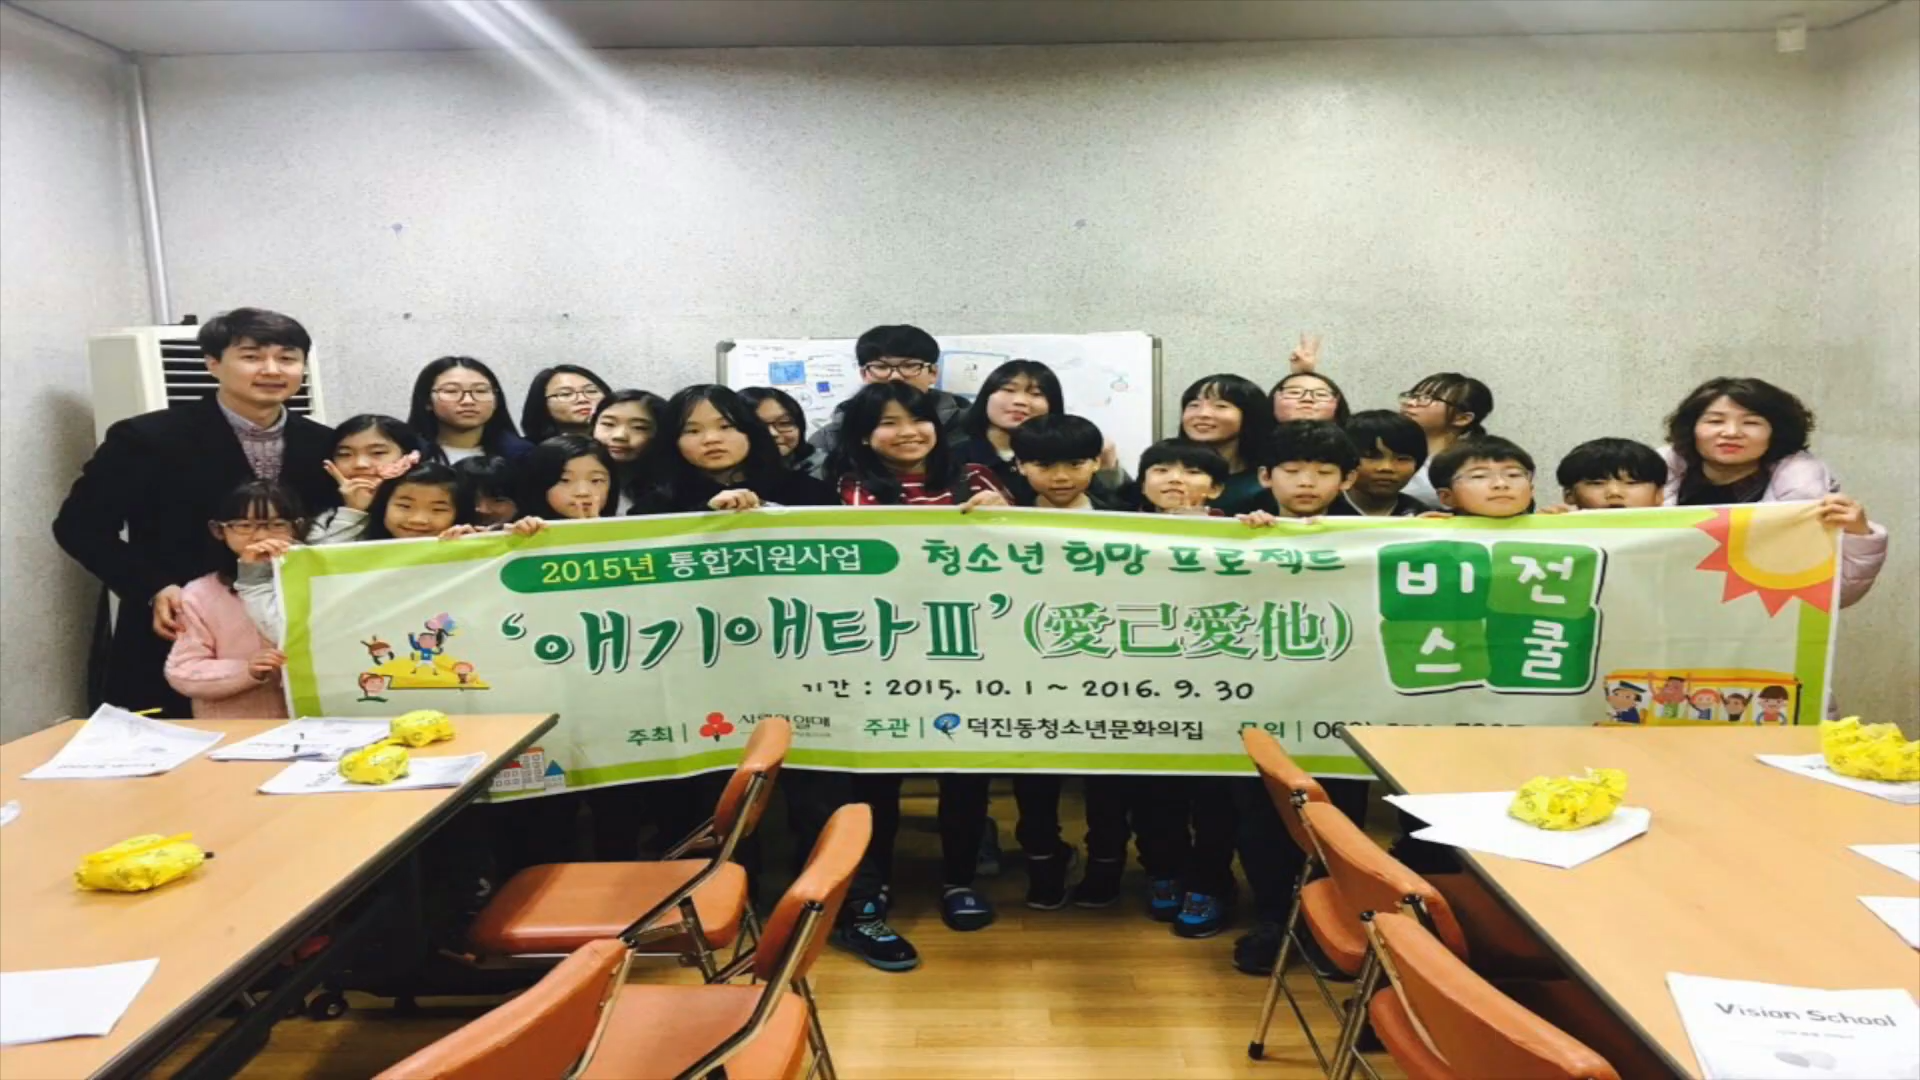 2015년 통합지원사업 청소년 희망 프로젝트
'애기애타Ⅲ' (愛己愛他)
비전
스쿨
기간 : 2015. 10. 1 ~ 2016. 9. 30
주최 | 주관 | 덕진동청소년문화의집 문의 | 06
Vision School